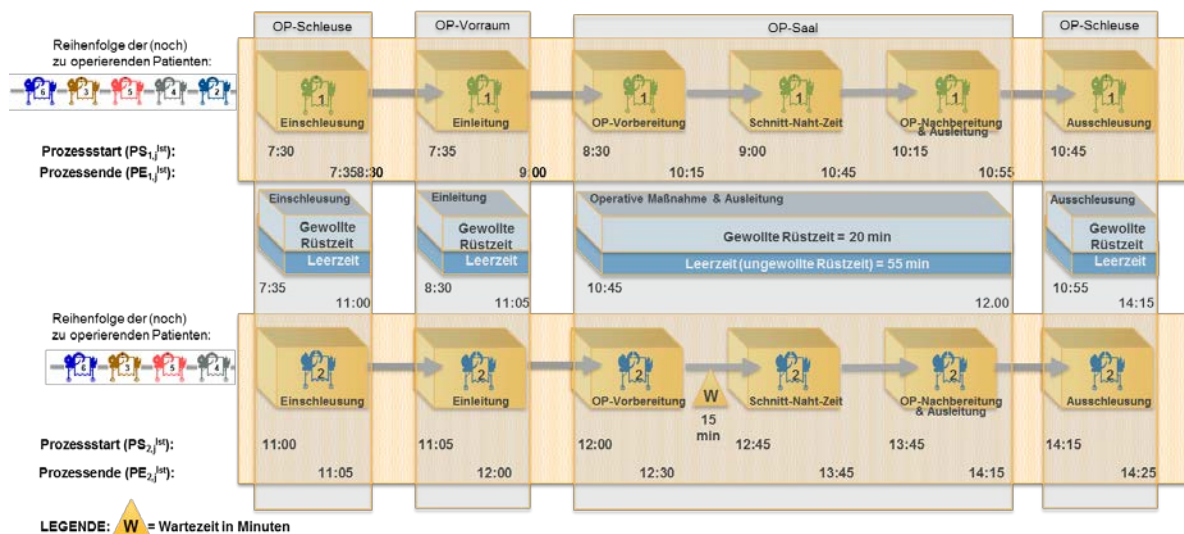 OP-Schleuse OP-Vorraum OP-Saal OP-Schleuse
Reihenfolge der (noch)
zu operierenden Patienten:
6 3 5 4 2
1 1 1 1 1 1
Einschleusung Einleitung OP-Vorbereitung Schnitt-Naht-Zeit OP-Nachbereitung & Ausleitung Ausschleusung
Prozessstart (PS1,j^Ist): 7:30 7:35 8:30 9:00 10:15 10:45
Prozessende (PE1,j^Ist): 7:358:30 9:00 10:15 10:45 10:55
Einschleusung Einleitung Operative Maßnahme & Ausleitung Ausschleusung
Gewollte Rüstzeit Gewollte Rüstzeit Gewollte Rüstzeit = 20 min Gewollte Rüstzeit
Leerzeit Leerzeit Leerzeit (ungewollte Rüstzeit) = 55 min Leerzeit
7:35 8:30 10:45 10:55
11:00 11:05 12.00 14:15
Reihenfolge der (noch)
zu operierenden Patienten:
6 3 5 4
2 2 2 2 2 2
Einschleusung Einleitung OP-Vorbereitung W Schnitt-Naht-Zeit OP-Nachbereitung & Ausleitung Ausschleusung
15
min
Prozessstart (PS2,j^Ist): 11:00 11:05 12:00 12:45 13:45 14:15
Prozessende (PE2,j^Ist): 11:05 12:00 12:30 13:45 14:15 14:25
LEGENDE: W = Wartezeit in Minuten